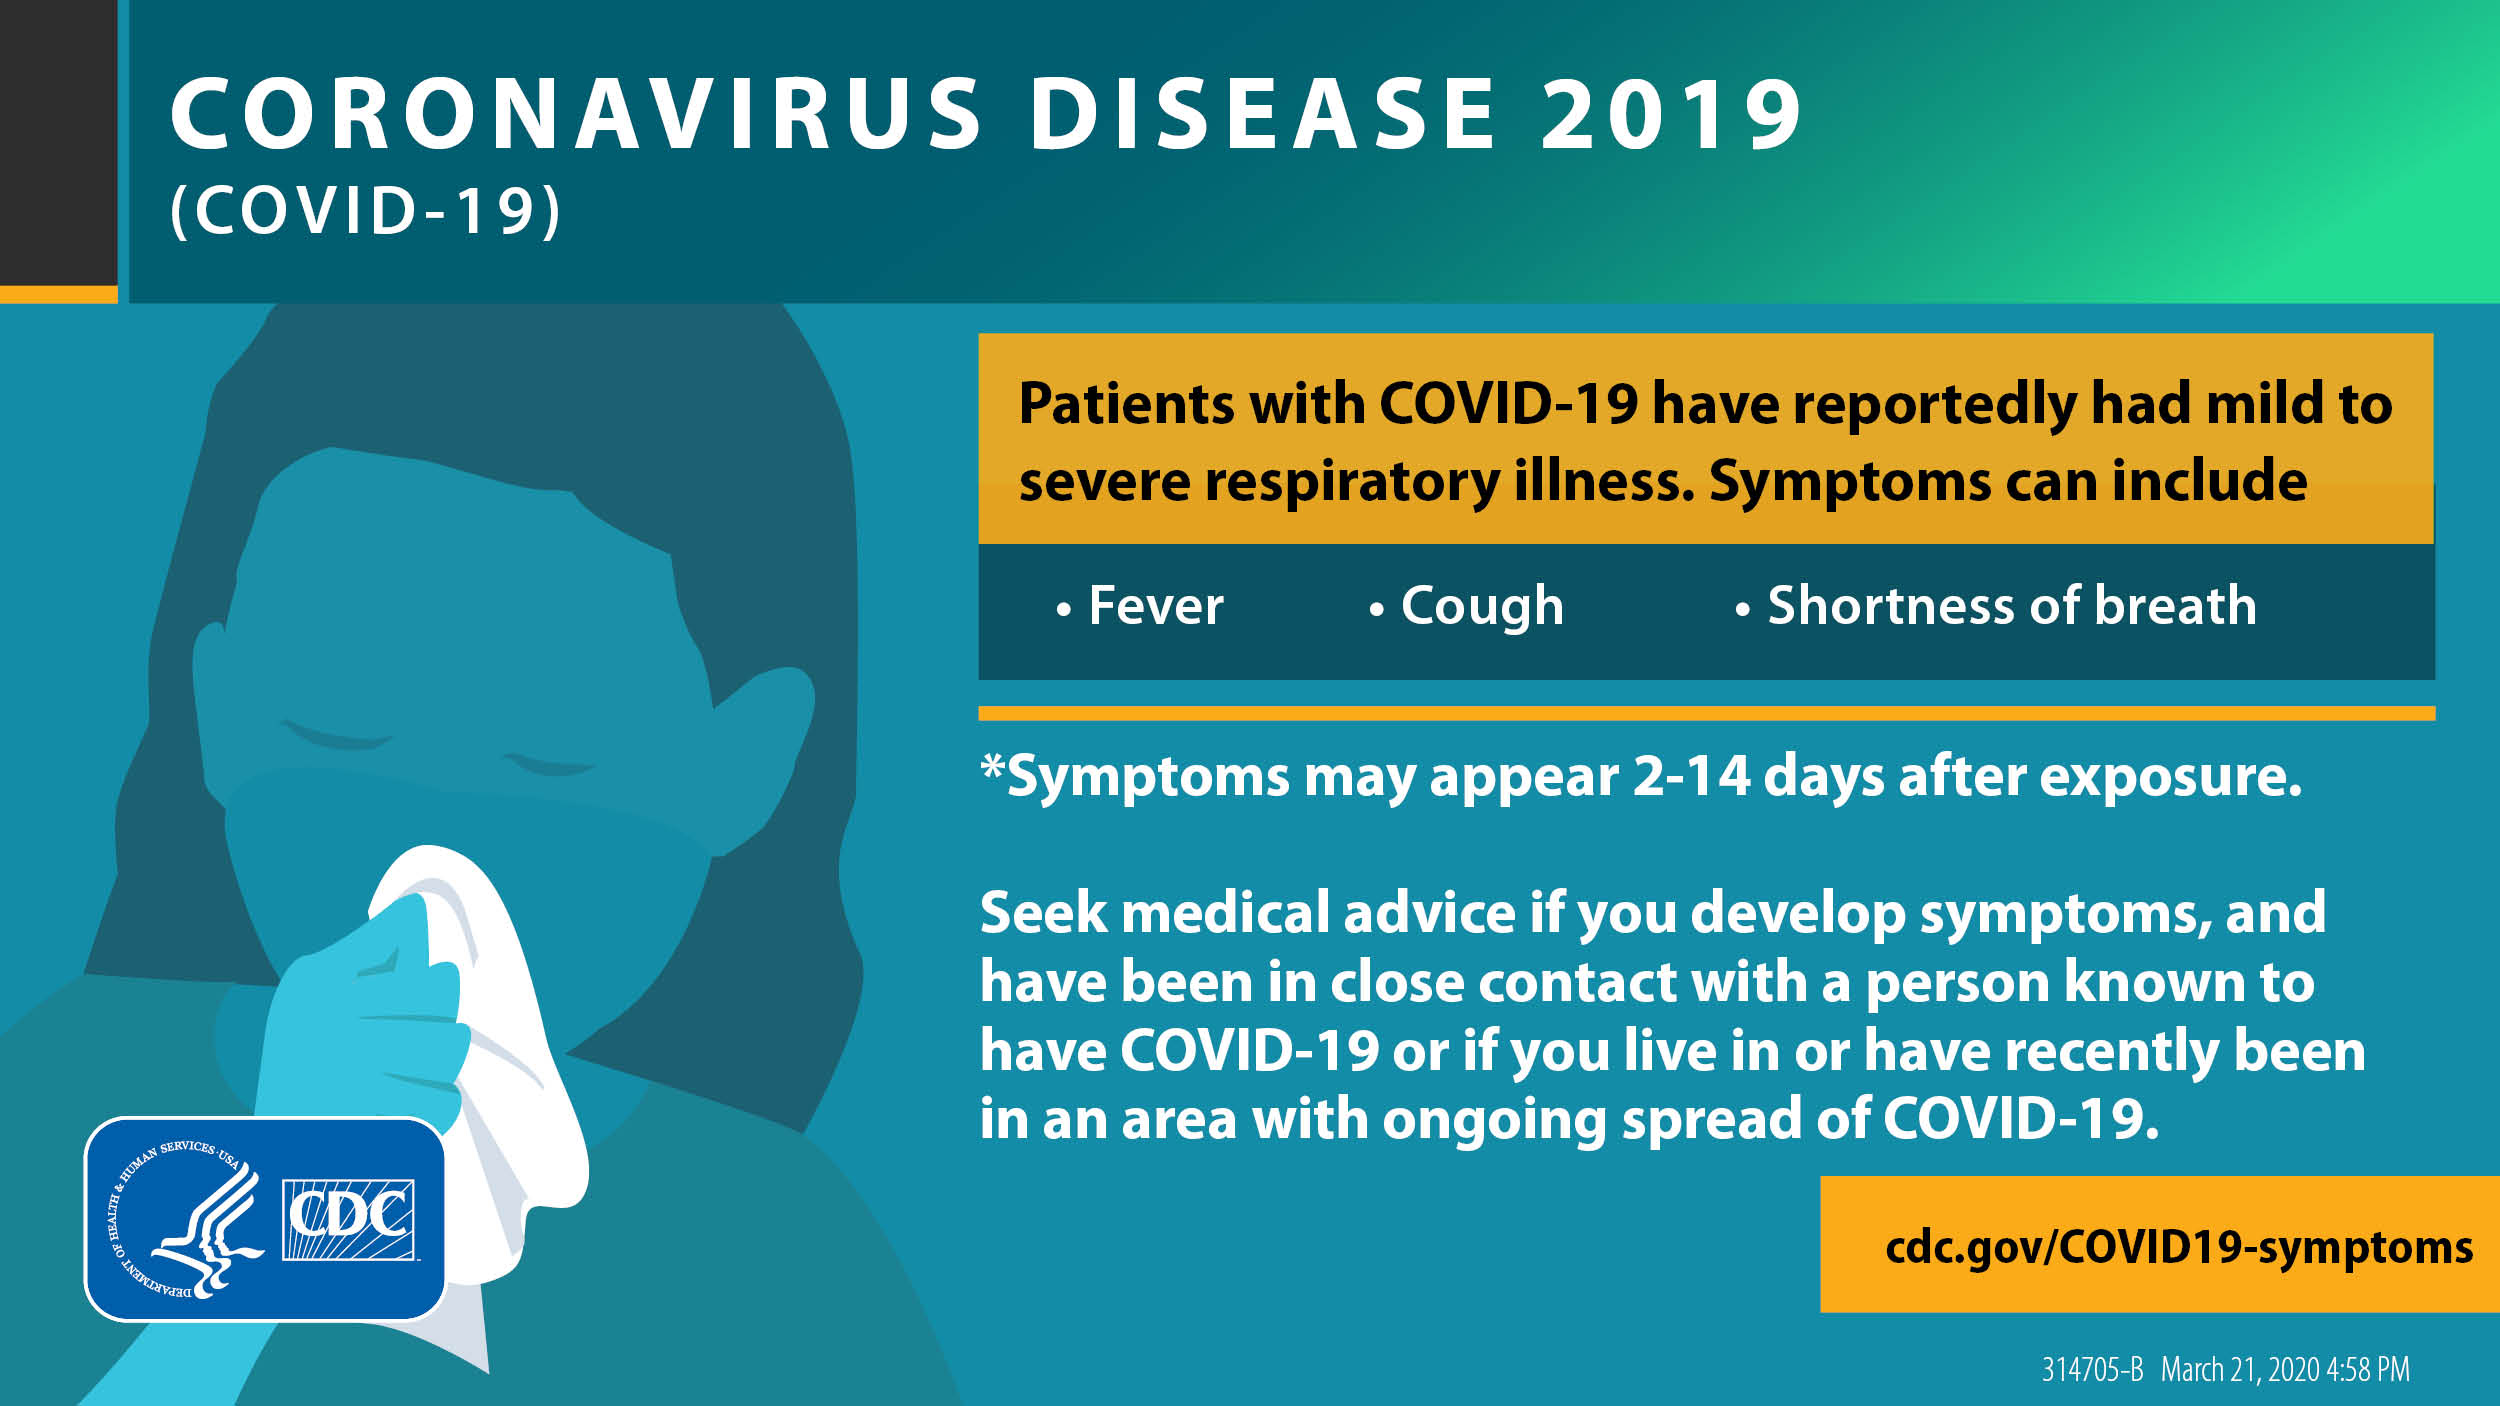 CORONAVIRUS DISEASE 2019
(COVID-19)
Patients with COVID-19 have reportedly had mild to
severe respiratory illness. Symptoms can include
• Fever • Cough • Shortness of breath
*Symptoms may appear 2-14 days after exposure.
Seek medical advice if you develop symptoms, and
have been in close contact with a person known to
have COVID-19 or if you live in or have recently been
in an area with ongoing spread of COVID-19.
DEPARTMENT OF HEALTH & HUMAN SERVICES · USA
CDC
cdc.gov/COVID19-symptoms
314705-B March 21, 2020 4:58 PM